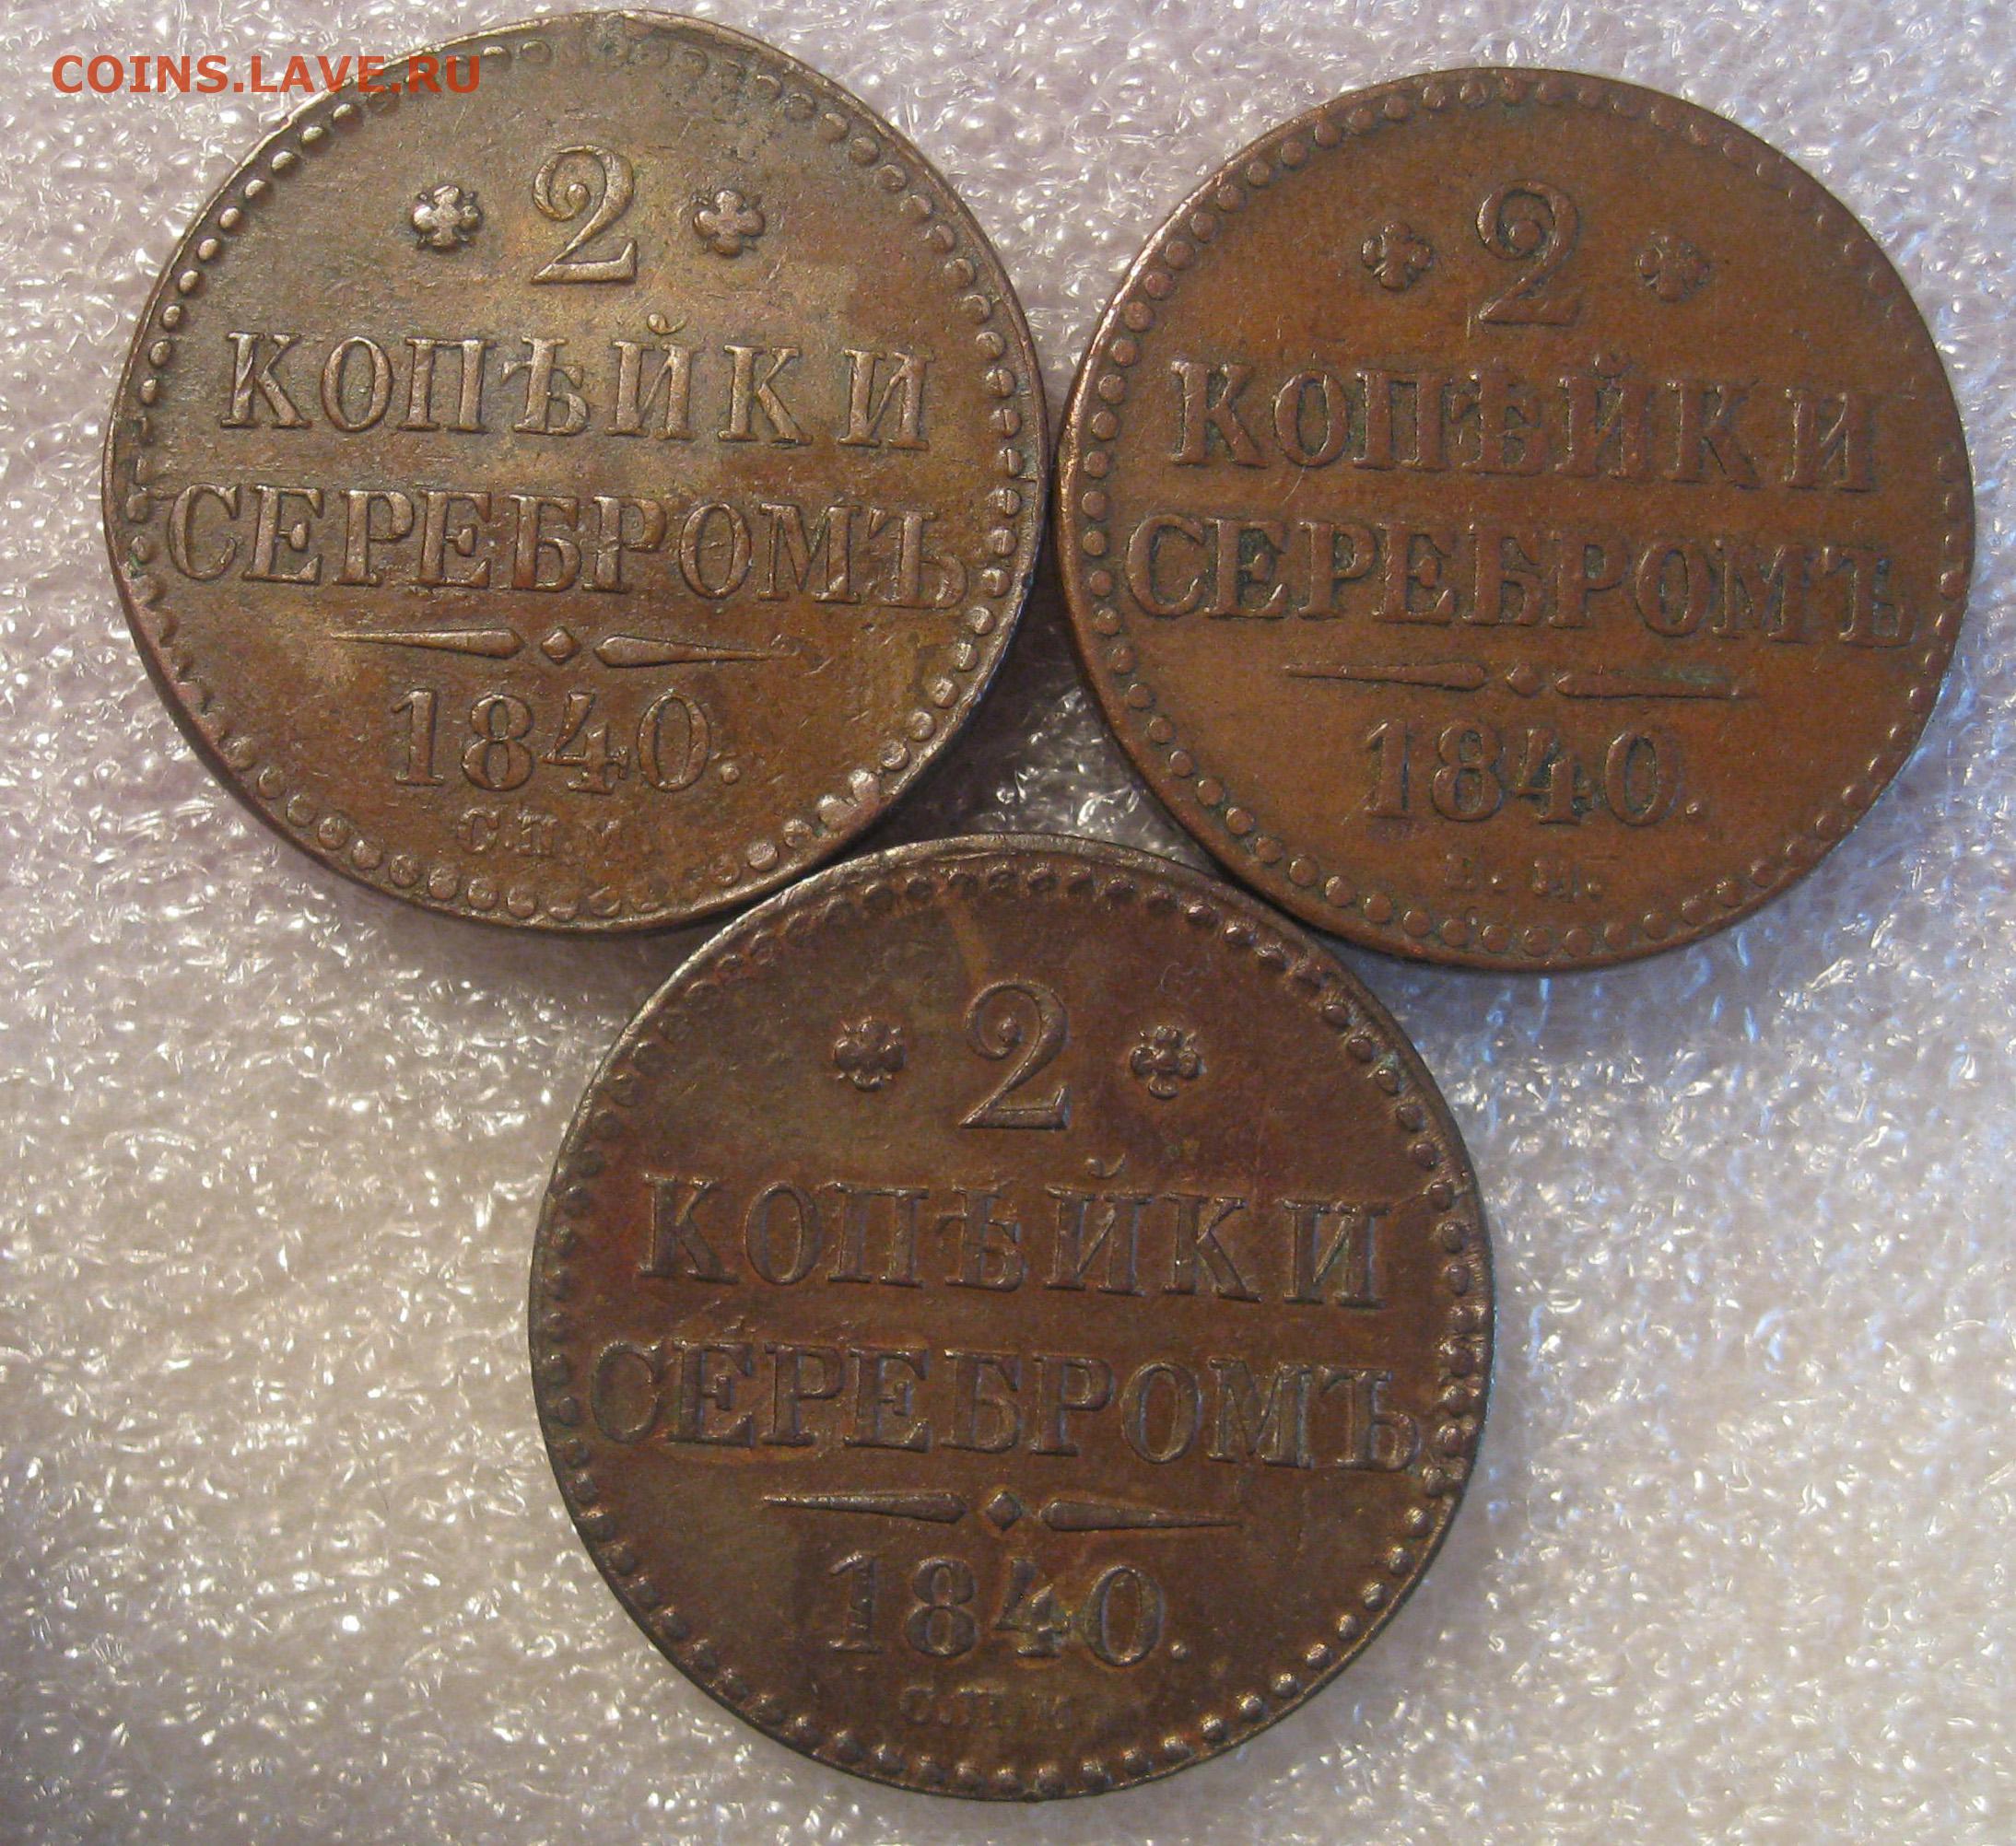 COINS.LAVE.RU
2
КОПѢЙКИ
СЕРЕБРОМЪ
1840.
С.П.М.
2
КОПѢЙКИ
СЕРЕБРОМЪ
1840.
Е.М.
2
КОПѢЙКИ
СЕРЕБРОМЪ
1840.
С.П.М.